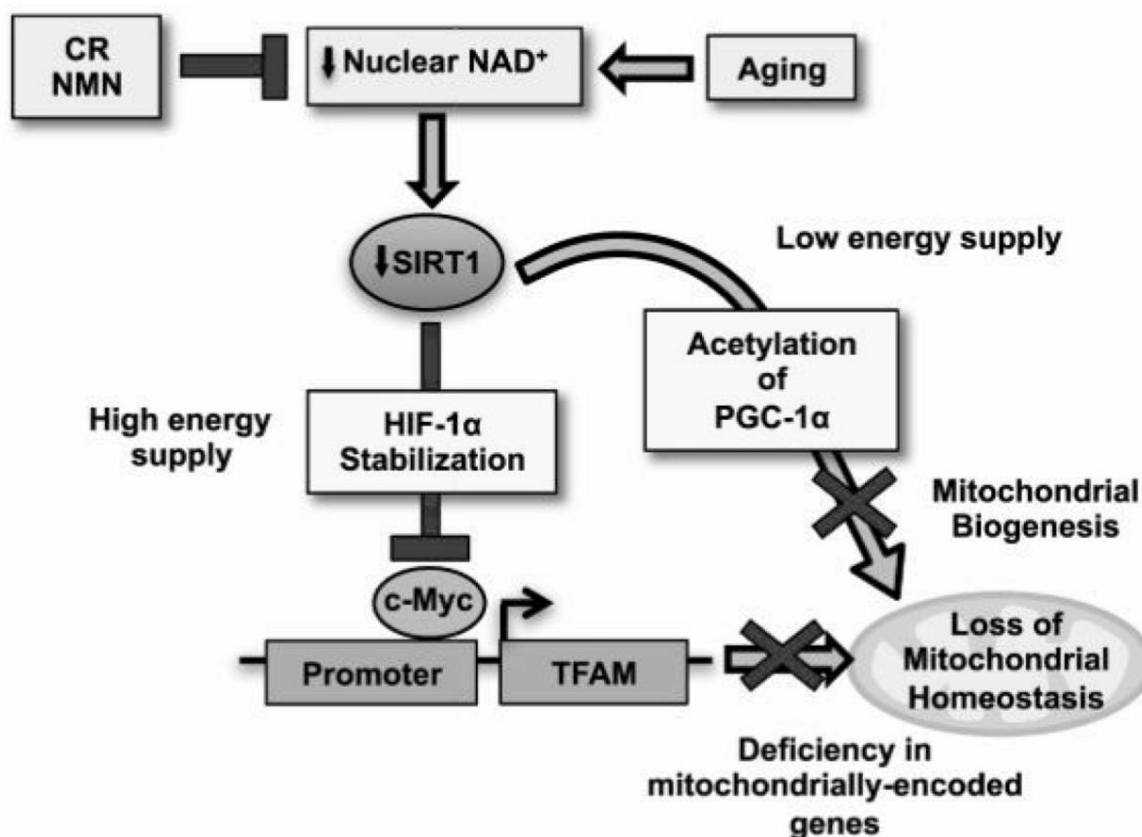 CR
NMN
↓Nuclear NAD⁺
Aging
↓SIRT1
Low energy supply
Acetylation
of
PGC-1α
High energy
supply
HIF-1α
Stabilization
Mitochondrial
Biogenesis
c-Myc
Promoter
TFAM
Loss of
Mitochondrial
Homeostasis
Deficiency in
mitochondrially-encoded
genes